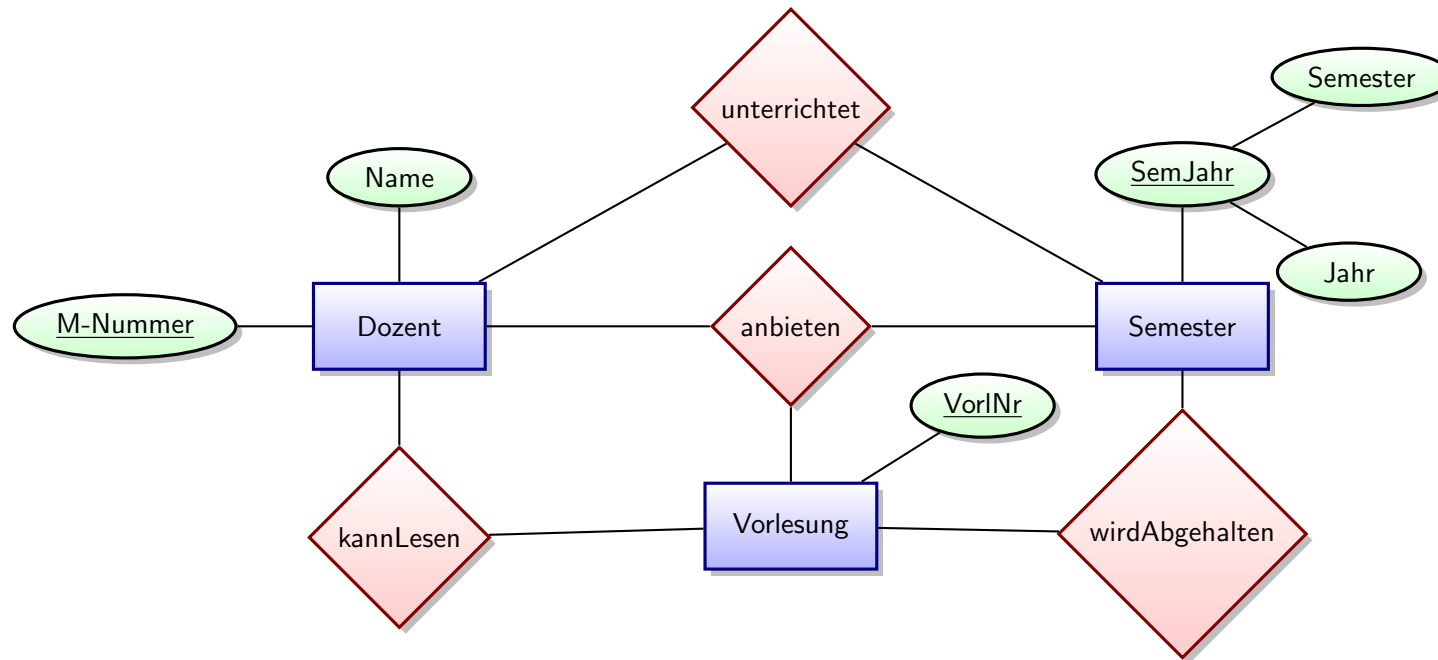 unterrichtet
Semester
SemJahr
Name
Jahr
M-Nummer
Dozent
anbieten
Semester
VorlNr
Vorlesung
kannLesen
wirdAbgehalten